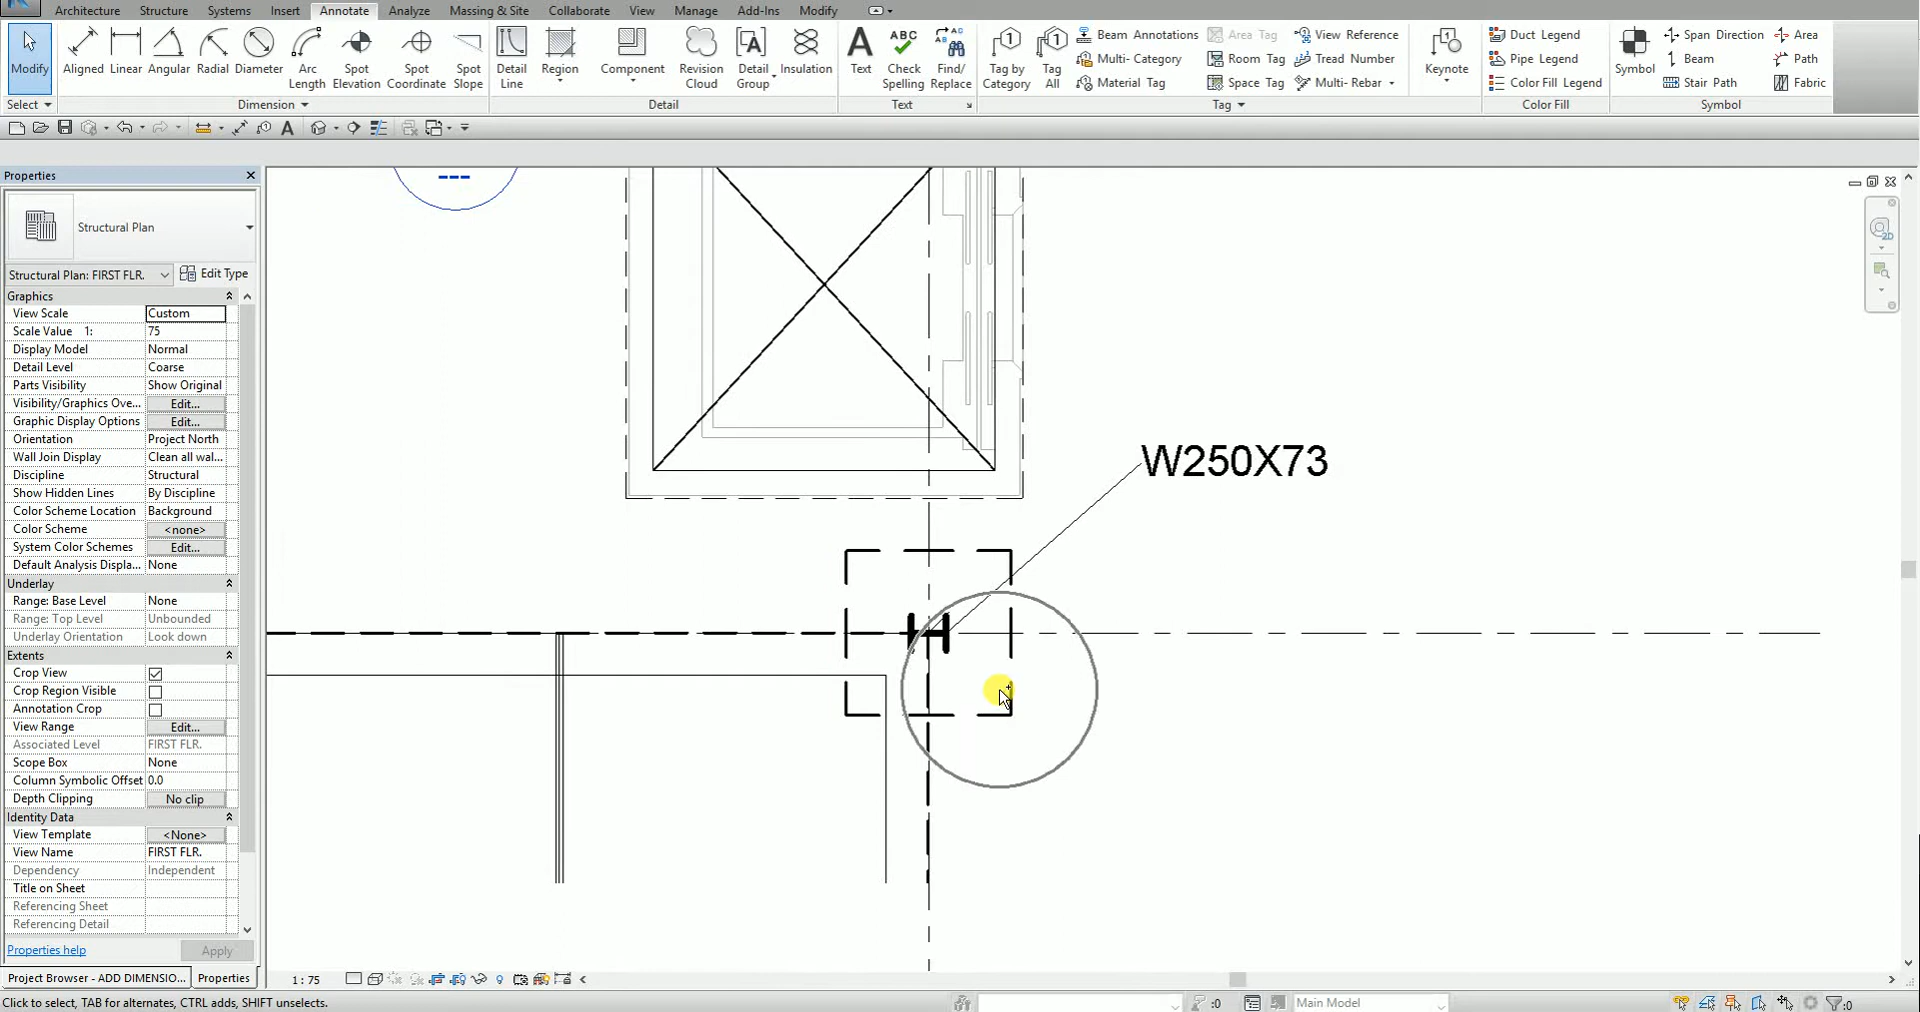 Architecture Structure Systems Insert Annotate Analyze Massing & Site Collaborate View Manage Add-Ins Modify
Modify
Aligned Linear Angular Radial Diameter Arc Length Spot Elevation Spot Coordinate Spot Slope
Detail Line Region Component Revision Cloud Detail Group Insulation
ABC
A Text Check Spelling Find/ Replace
Tag by Category Tag All
Beam Annotations Area Tag View Reference
Multi- Category Room Tag Tread Number
Material Tag Space Tag Multi-Rebar
Keynote
Duct Legend
Pipe Legend
Color Fill Legend
Symbol
Span Direction Area
Beam Path
Stair Path Fabric
Select Dimension Detail Text Tag Color Fill Symbol
Properties
Structural Plan
Structural Plan: FIRST FLR. Edit Type
Graphics
View Scale Custom
Scale Value 1: 75
Display Model Normal
Detail Level Coarse
Parts Visibility Show Original
Visibility/Graphics Ove... Edit...
Graphic Display Options Edit...
Orientation Project North
Wall Join Display Clean all wal...
Discipline Structural
Show Hidden Lines By Discipline
Color Scheme Location Background
Color Scheme <none>
System Color Schemes Edit...
Default Analysis Displa... None
Underlay
Range: Base Level None
Range: Top Level Unbounded
Underlay Orientation Look down
Extents
Crop View
Crop Region Visible
Annotation Crop
View Range Edit...
Associated Level FIRST FLR.
Scope Box None
Column Symbolic Offset 0.0
Depth Clipping No clip
Identity Data
View Template <None>
View Name FIRST FLR.
Dependency Independent
Title on Sheet
Referencing Sheet
Referencing Detail
Properties help Apply
Project Browser - ADD DIMENSIO... Properties
W250X73
2D
1 : 75
Click to select, TAB for alternates, CTRL adds, SHIFT unselects.
:0 Main Model :0